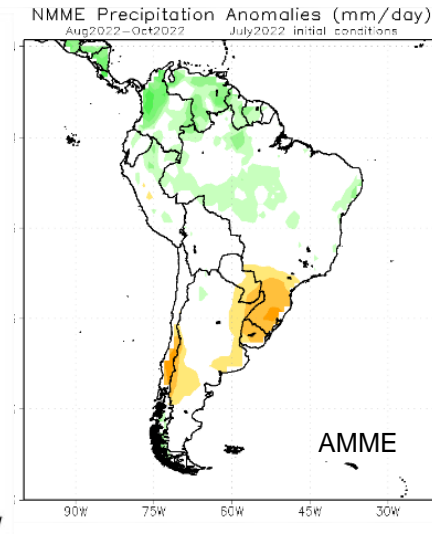 NMME Precipitation Anomalies (mm/day)
Aug2022-Oct2022 July2022 initial conditions
AMME
90W 75W 60W 45W 30W